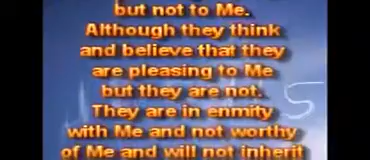 but not to Me.
Although they think
and believe that they
are pleasing to Me
but they are not.
They are in enmity
with Me and not worthy
of Me and will not inherit